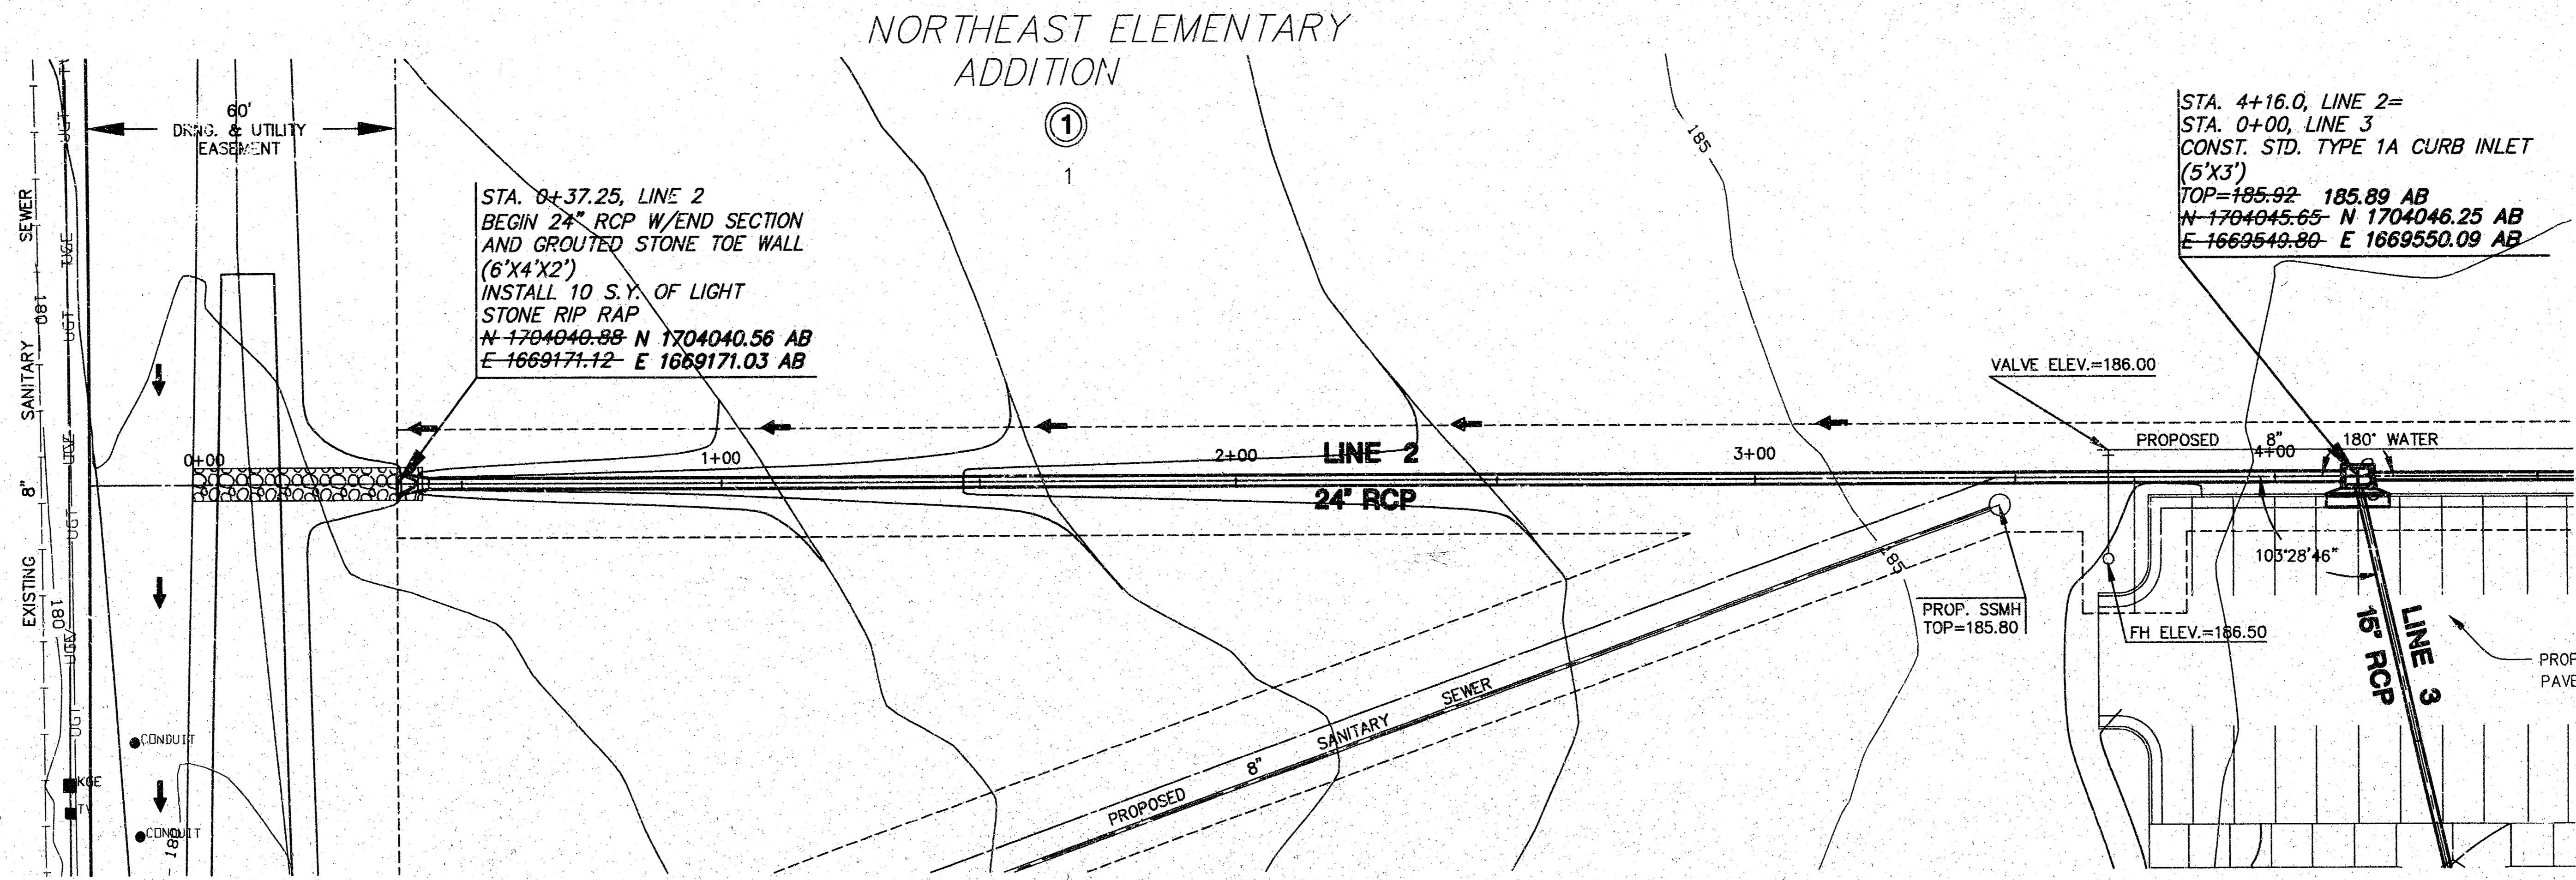 NORTHEAST ELEMENTARY
ADDITION
1
1
60'
DRNG. & UTILITY
EASEMENT
STA. 0+37.25, LINE 2
BEGIN 24" RCP W/END SECTION
AND GROUTED STONE TOE WALL
(6'X4'X2')
INSTALL 10 S.Y. OF LIGHT
STONE RIP RAP
N 1704040.88 N 1704040.56 AB
E 1669171.12 E 1669171.03 AB
STA. 4+16.0, LINE 2=
STA. 0+00, LINE 3
CONST. STD. TYPE 1A CURB INLET
(5'X3')
TOP=185.92 185.89 AB
N 1704045.65 N 1704046.25 AB
E 1669549.80 E 1669550.09 AB
185
VALVE ELEV.=186.00
EXISTING 8" SANITARY SEWER
180
180
UGT
UGE
UGT
UGT
UGE
UGT
0+00
1+00
2+00
LINE 2
3+00
PROPOSED 8" WATER
4+00
180°
24" RCP
103°28'46"
185
PROP. SSMH
TOP=185.80
FH ELEV.=186.50
LINE 3
15" RCP
PROPOSED 8" SANITARY SEWER
CONDUIT
KGE
TV
CONDUIT
180